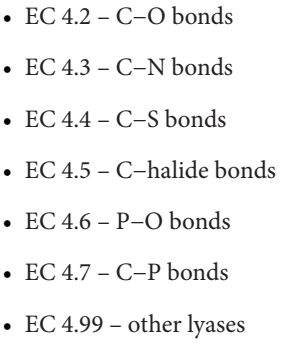 • EC 4.2 – C−O bonds
• EC 4.3 – C−N bonds
• EC 4.4 – C−S bonds
• EC 4.5 – C−halide bonds
• EC 4.6 – P−O bonds
• EC 4.7 – C−P bonds
• EC 4.99 – other lyases